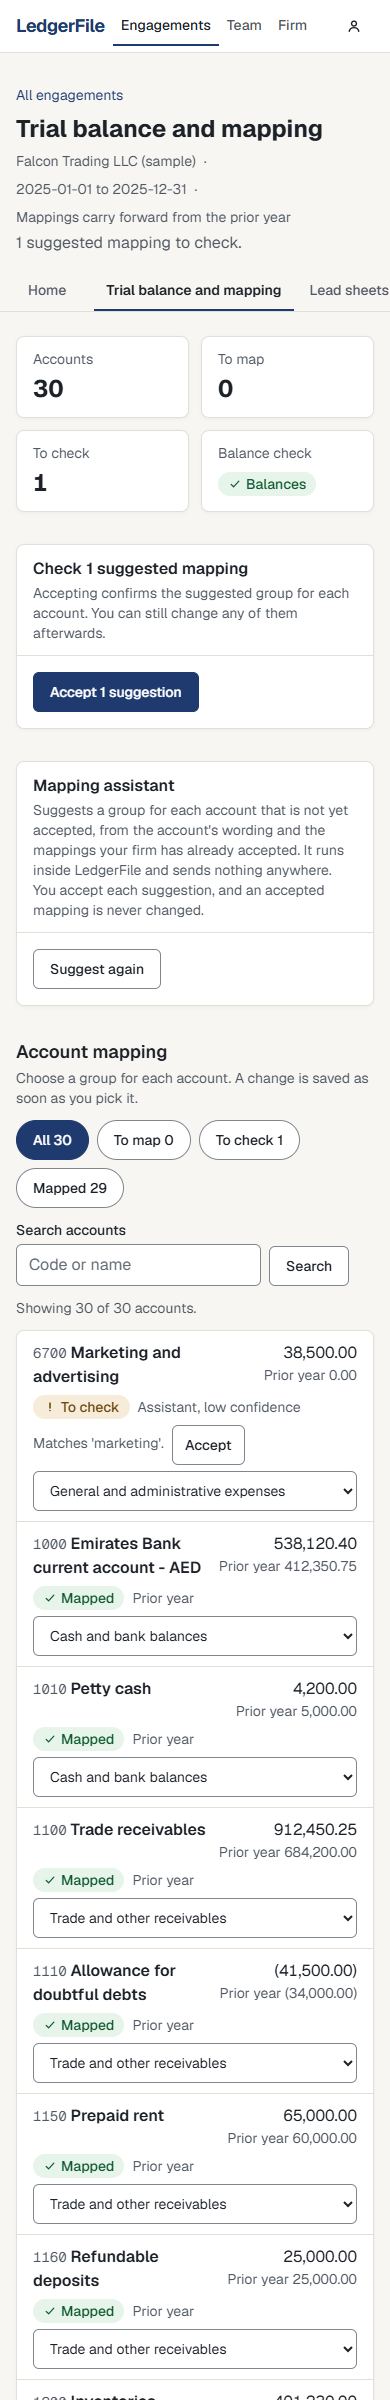 LedgerFile Engagements Team Firm
All engagements
Trial balance and mapping
Falcon Trading LLC (sample) ·
2025-01-01 to 2025-12-31 ·
Mappings carry forward from the prior year
1 suggested mapping to check.
Home Trial balance and mapping Lead sheets
Accounts
30
To map
0
To check
1
Balance check
✓ Balances
Check 1 suggested mapping
Accepting confirms the suggested group for each
account. You can still change any of them
afterwards.
Accept 1 suggestion
Mapping assistant
Suggests a group for each account that is not yet
accepted, from the account's wording and the
mappings your firm has already accepted. It runs
inside LedgerFile and sends nothing anywhere.
You accept each suggestion, and an accepted
mapping is never changed.
Suggest again
Account mapping
Choose a group for each account. A change is saved as
soon as you pick it.
All 30 To map 0 To check 1
Mapped 29
Search accounts
Code or name Search
Showing 30 of 30 accounts.
6700 Marketing and 38,500.00
advertising Prior year 0.00
! To check Assistant, low confidence
Matches 'marketing'. Accept
General and administrative expenses
1000 Emirates Bank 538,120.40
current account - AED Prior year 412,350.75
✓ Mapped Prior year
Cash and bank balances
1010 Petty cash 4,200.00
Prior year 5,000.00
✓ Mapped Prior year
Cash and bank balances
1100 Trade receivables 912,450.25
Prior year 684,200.00
✓ Mapped Prior year
Trade and other receivables
1110 Allowance for (41,500.00)
doubtful debts Prior year (34,000.00)
✓ Mapped Prior year
Trade and other receivables
1150 Prepaid rent 65,000.00
Prior year 60,000.00
✓ Mapped Prior year
Trade and other receivables
1160 Refundable 25,000.00
deposits Prior year 25,000.00
✓ Mapped Prior year
Trade and other receivables
Inventories